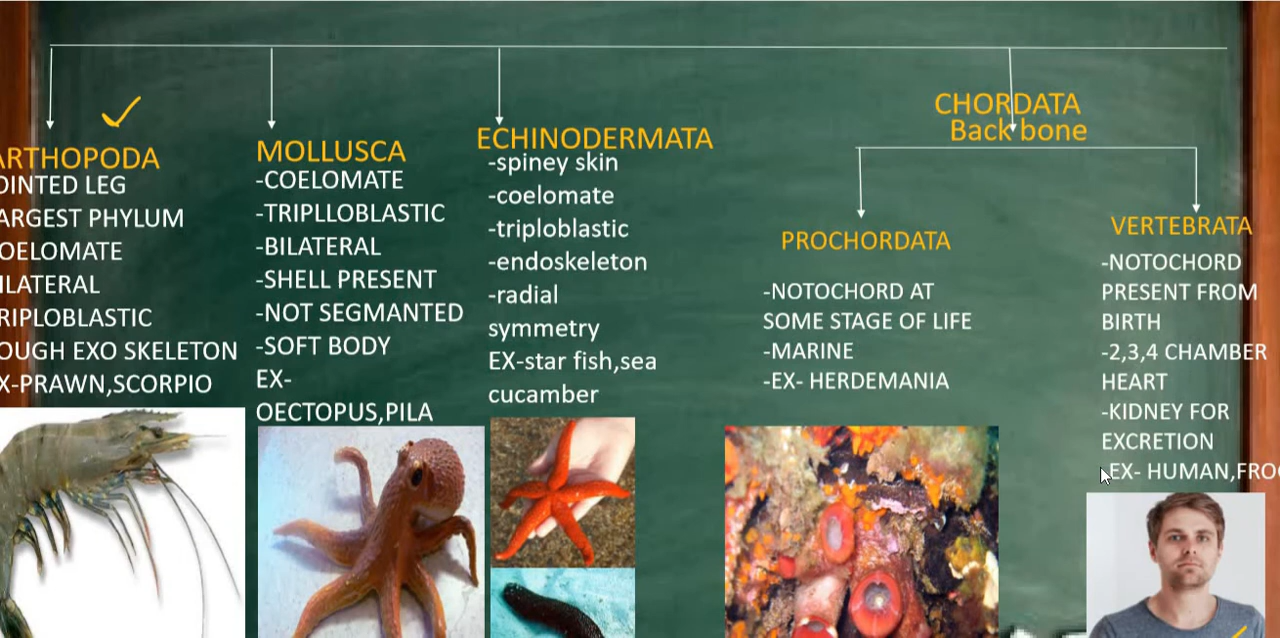 ARTHOPODA
OINTED LEG
ARGEST PHYLUM
OELOMATE
ILATERAL
RIPLOBLASTIC
OUGH EXO SKELETON
X-PRAWN,SCORPIO
MOLLUSCA
-COELOMATE
-TRIPLLOBLASTIC
-BILATERAL
-SHELL PRESENT
-NOT SEGMANTED
-SOFT BODY
EX-
OECTOPUS,PILA
ECHINODERMATA
-spiney skin
-coelomate
-triploblastic
-endoskeleton
-radial
symmetry
EX-star fish,sea
cucamber
CHORDATA
Back bone
PROCHORDATA
-NOTOCHORD AT
SOME STAGE OF LIFE
-MARINE
-EX- HERDEMANIA
VERTEBRATA
-NOTOCHORD
PRESENT FROM
BIRTH
-2,3,4 CHAMBER
HEART
-KIDNEY FOR
EXCRETION
-EX- HUMAN,FRO